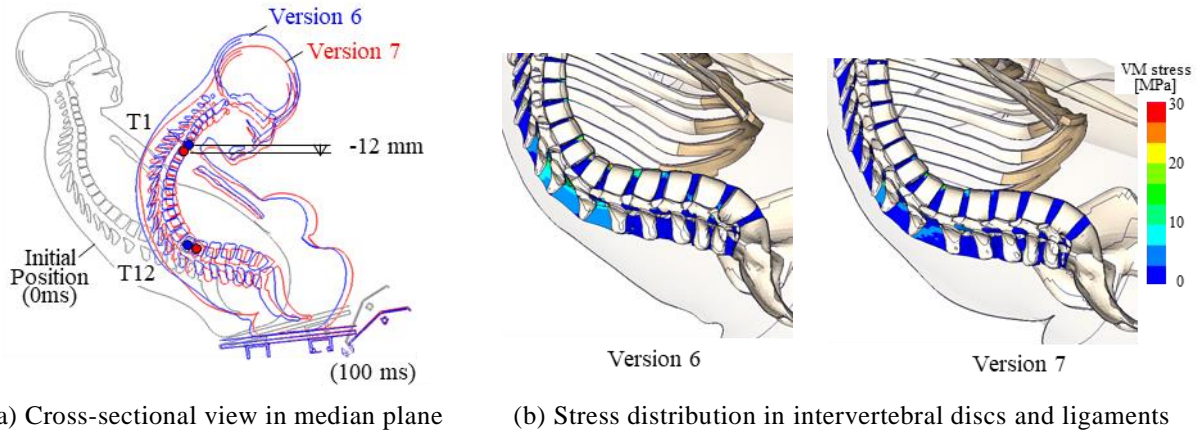 Version 6
Version 7
T1
-12 mm
Initial
Position
(0ms)
T12
(100 ms)
VM stress
[MPa]
30
20
10
0
Version 6
Version 7
a) Cross-sectional view in median plane
(b) Stress distribution in intervertebral discs and ligaments